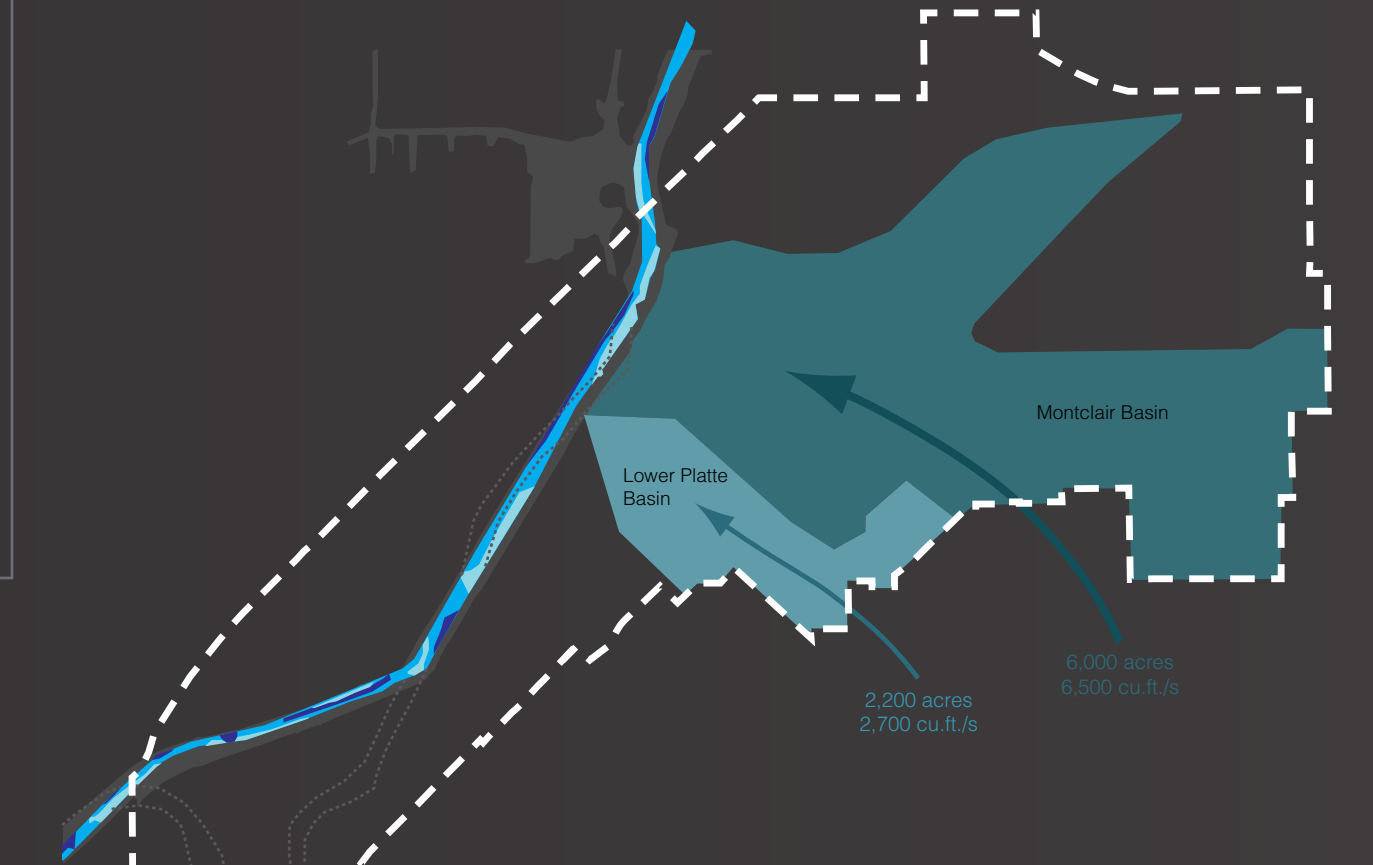 Montclair Basin
Lower Platte
Basin
6,000 acres
6,500 cu.ft./s
2,200 acres
2,700 cu.ft./s